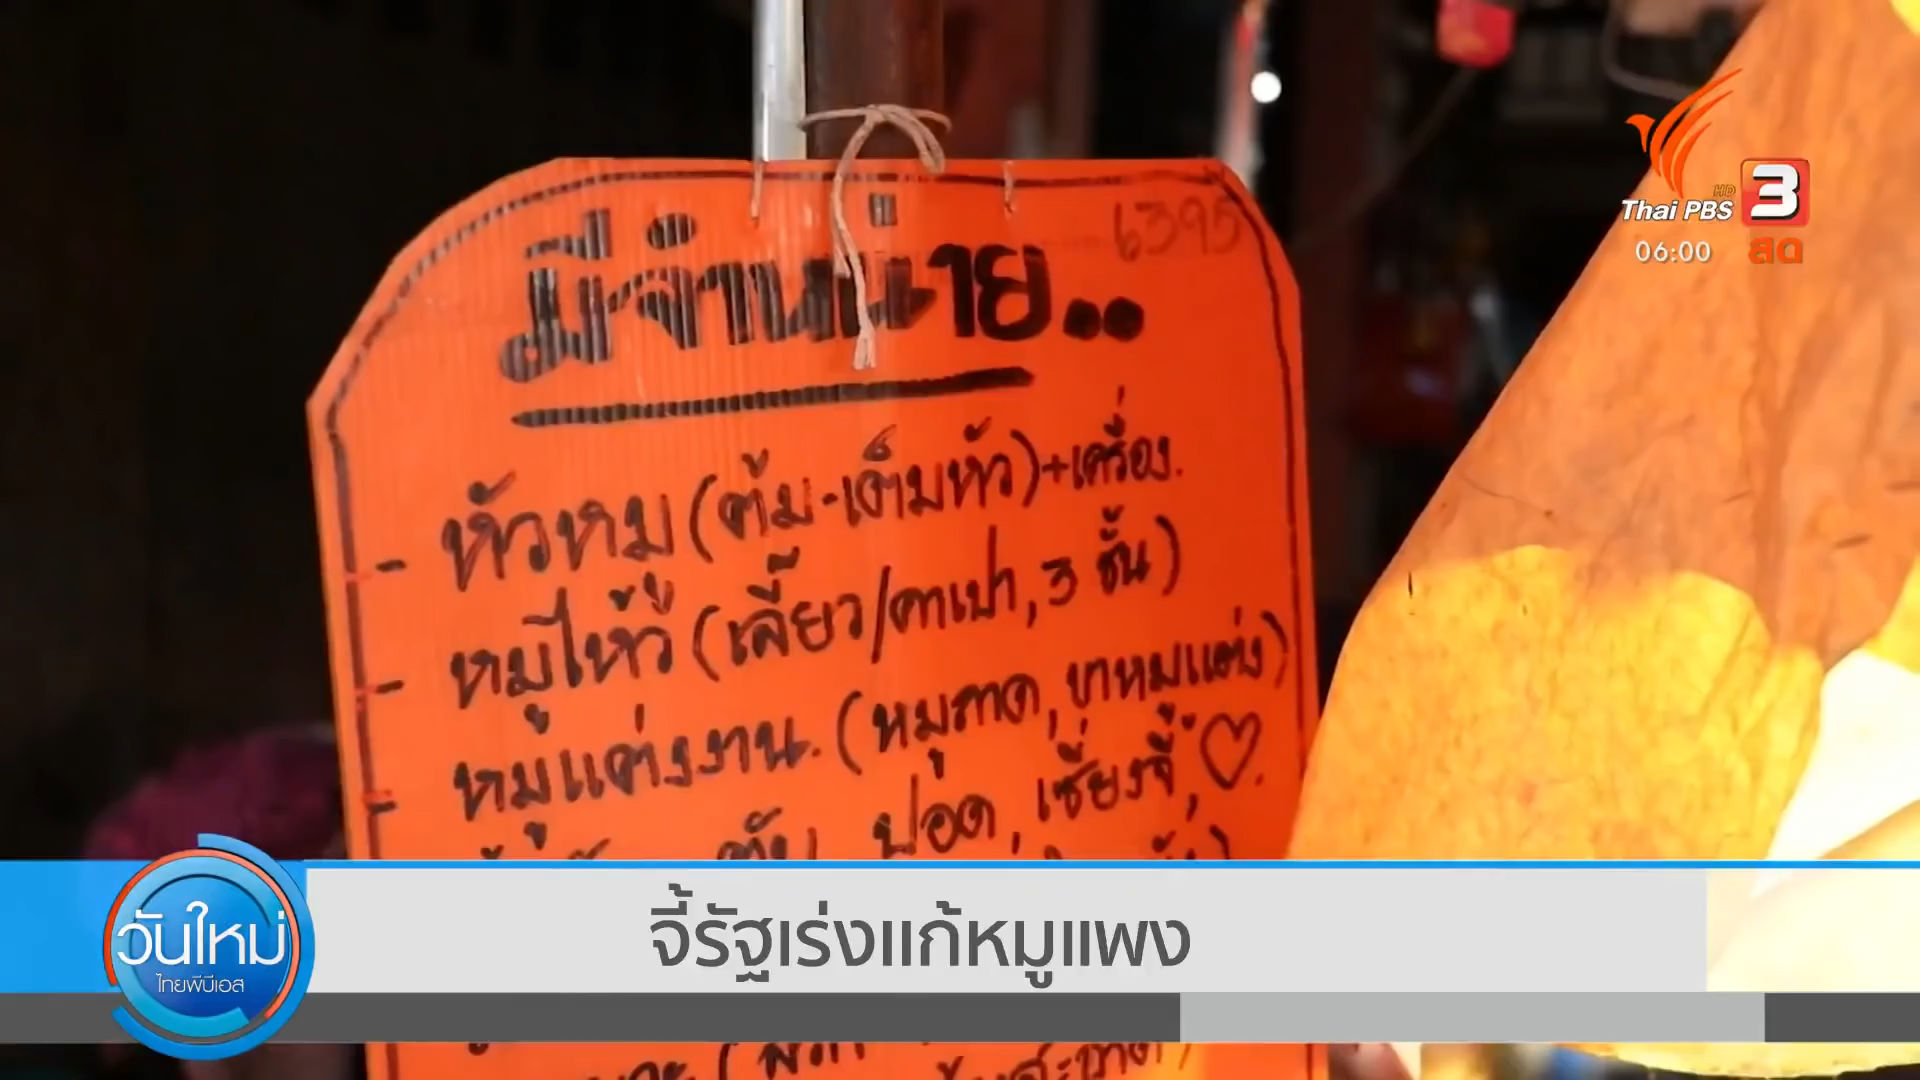 มีจำหน่าย..
6395
- หัวหมู (ต้ม-เต็มหัว)+เครื่อง.
- หมูไหว้ (เลี้ยว/คาเปา, 3 ชั้น)
- หมูแต่งงาน. (หมูถาด, ขาหมูแต่ง)
ตับ ปอด, เซี่ยงจี้, ♡.
Thai PBS HD 3
06:00 สด
จี้รัฐเร่งแก้หมูแพง
วันใหม่
ไทยพีบีเอส